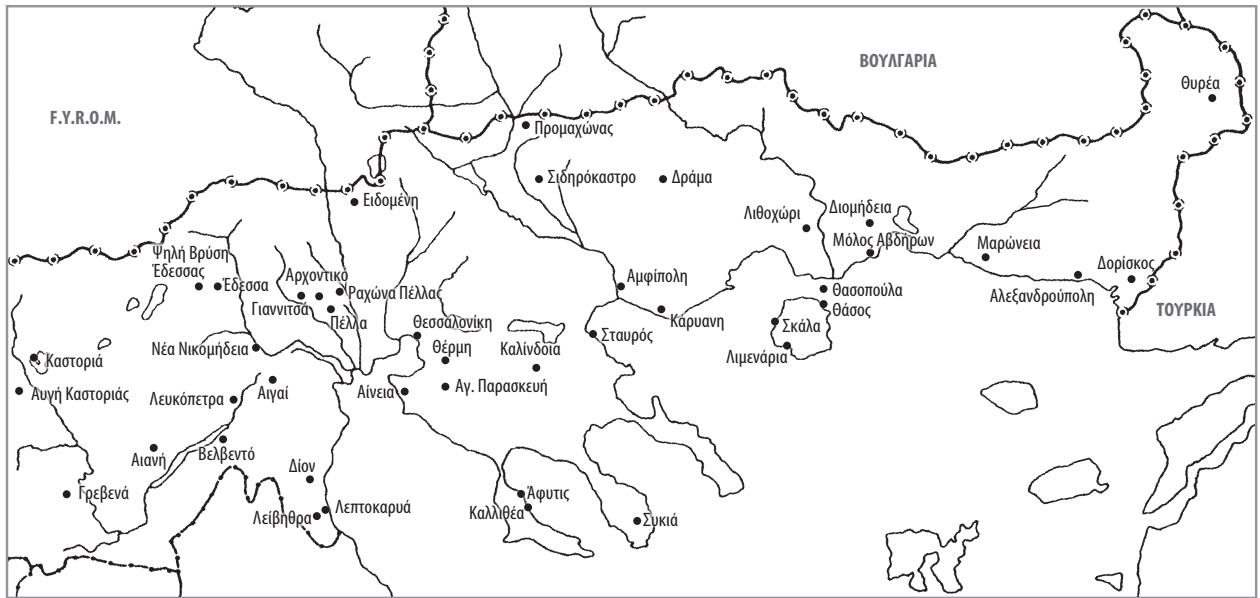 ΒΟΥΛΓΑΡΙΑ
Θυρέα
F.Y.R.O.M.
Προμαχώνας
Σιδηρόκαστρο
Δράμα
Ειδομένη
Λιθοχώρι
Διομήδεια
Μόλος Αβδήρων
Μαρώνεια
Ψηλή Βρύση
Έδεσσας
Έδεσσα
Αρχοντικό
Ραχώνα Πέλλας
Γιαννιτσά
Πέλλα
Αμφίπολη
Κάρυανη
Θασοπούλα
Θάσος
Αλεξανδρούπολη
Δορίσκος
ΤΟΥΡΚΙΑ
Θεσσαλονίκη
Θέρμη
Καλίνδοια
Σταυρός
Σκάλα
Λιμενάρια
Νέα Νικομήδεια
Καστοριά
Αυγή Καστοριάς
Λευκόπετρα
Αιγαί
Αίνεια
Αγ. Παρασκευή
Αιανή
Βελβεντό
Γρεβενά
Δίον
Λεπτοκαρυά
Λείβηθρα
Άφυτις
Καλλιθέα
Συκιά